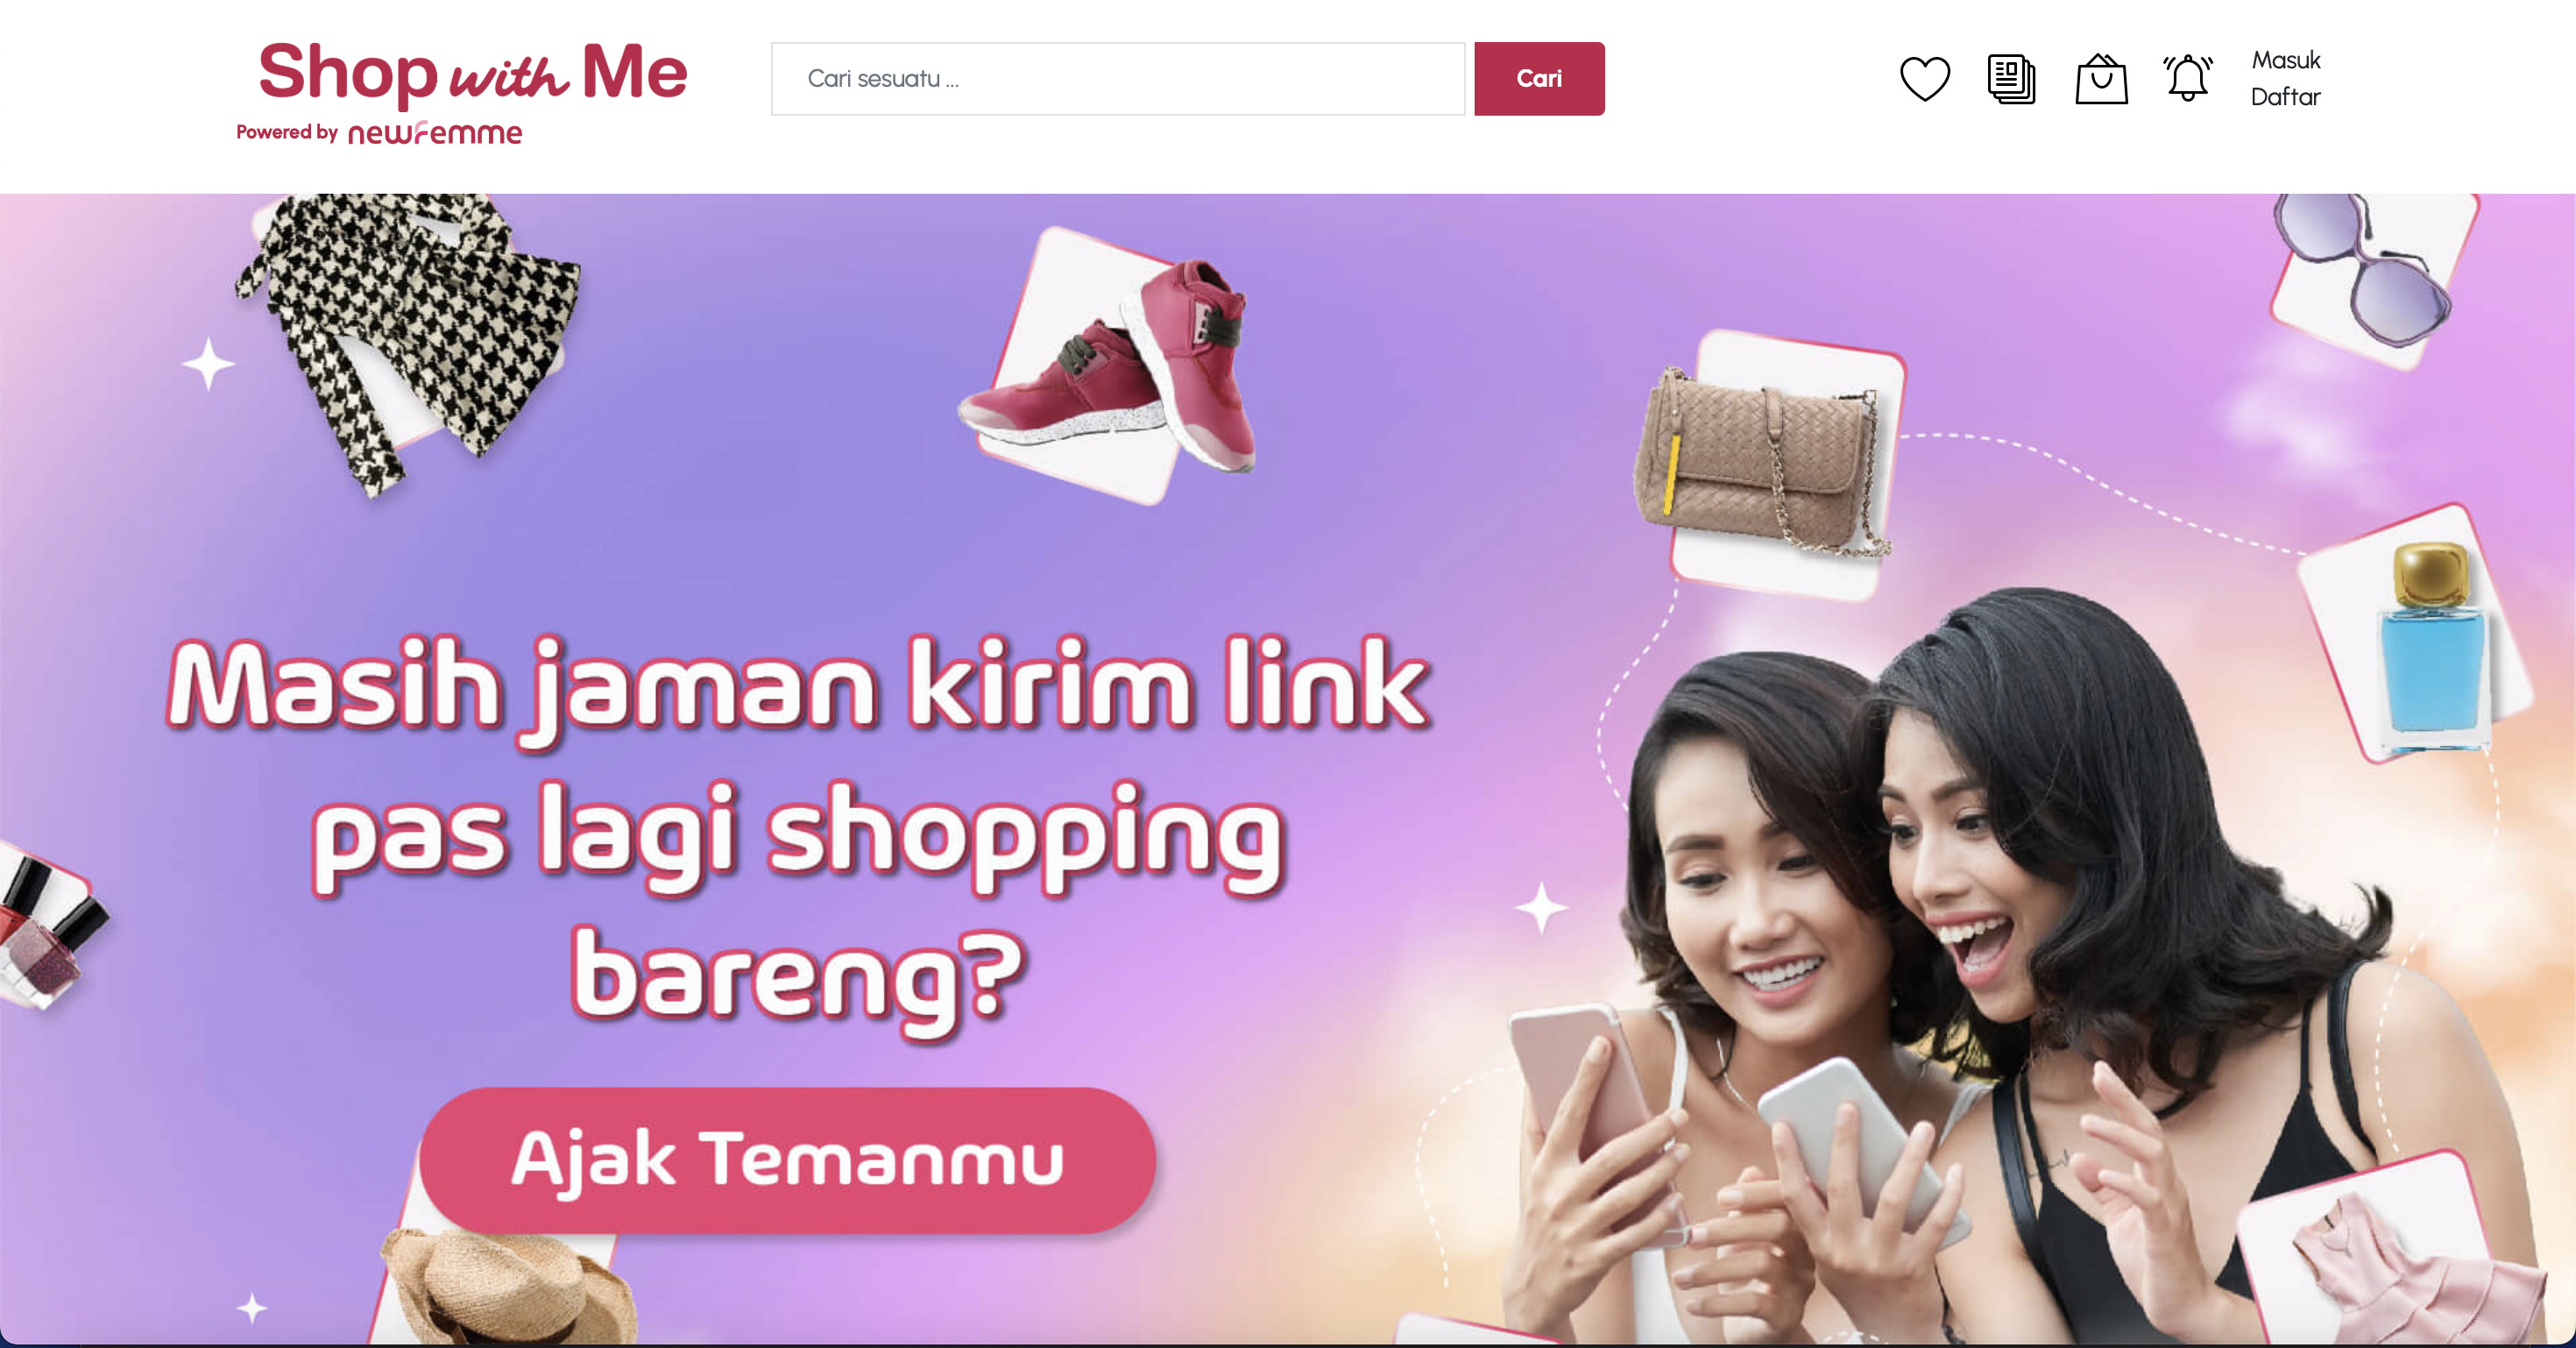 Shop with Me
Powered by newfemme
Cari sesuatu ...
Cari
Masuk
Daftar
Masih jaman kirim link
pas lagi shopping
bareng?
Ajak Temanmu